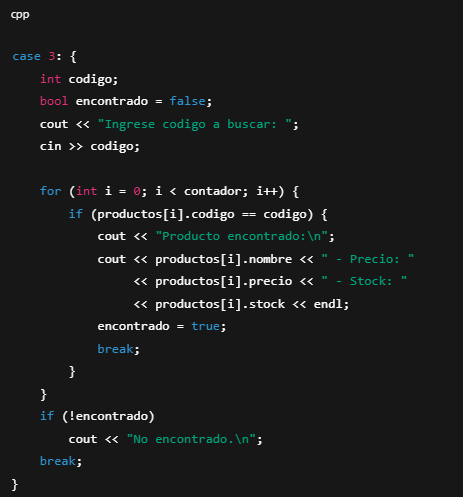 cpp
case 3: {
    int codigo;
    bool encontrado = false;
    cout << "Ingrese codigo a buscar: ";
    cin >> codigo;
    for (int i = 0; i < contador; i++) {
        if (productos[i].codigo == codigo) {
            cout << "Producto encontrado:\n";
            cout << productos[i].nombre << " - Precio: "
                 << productos[i].precio << " - Stock: "
                 << productos[i].stock << endl;
            encontrado = true;
            break;
        }
    }
    if (!encontrado)
        cout << "No encontrado.\n";
    break;
}